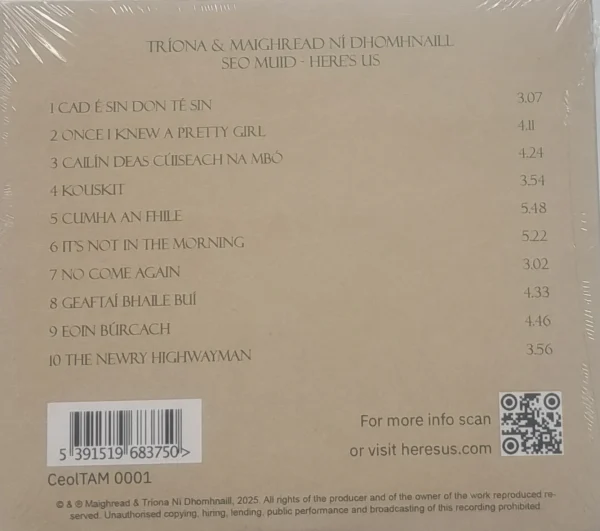 TRÍONA & MAIGHREAD NÍ DHOMHNAILL
SEO MUID - HERE'S US
1 CAD É SIN DON TÉ SIN 3.07
2 ONCE I KNEW A PRETTY GIRL 4.11
3 CAILÍN DEAS CÚISEACH NA MBÓ 4.24
4 KOUSKIT 3.54
5 CUMHA AN FHILE 5.48
6 IT'S NOT IN THE MORNING 5.22
7 NO COME AGAIN 3.02
8 GEAFTAÍ BHAILE BUÍ 4.33
9 EOIN BÚRCACH 4.46
10 THE NEWRY HIGHWAYMAN 3.56
For more info scan
or visit heresus.com
5 391519 683750 >
CeolTAM 0001
© & ℗ Maighread & Tríona Ní Dhomhnaill, 2025. All rights of the producer and of the owner of the work reproduced re-
served. Unauthorised copying, hiring, lending, public performance and broadcasting of this recording prohibited.